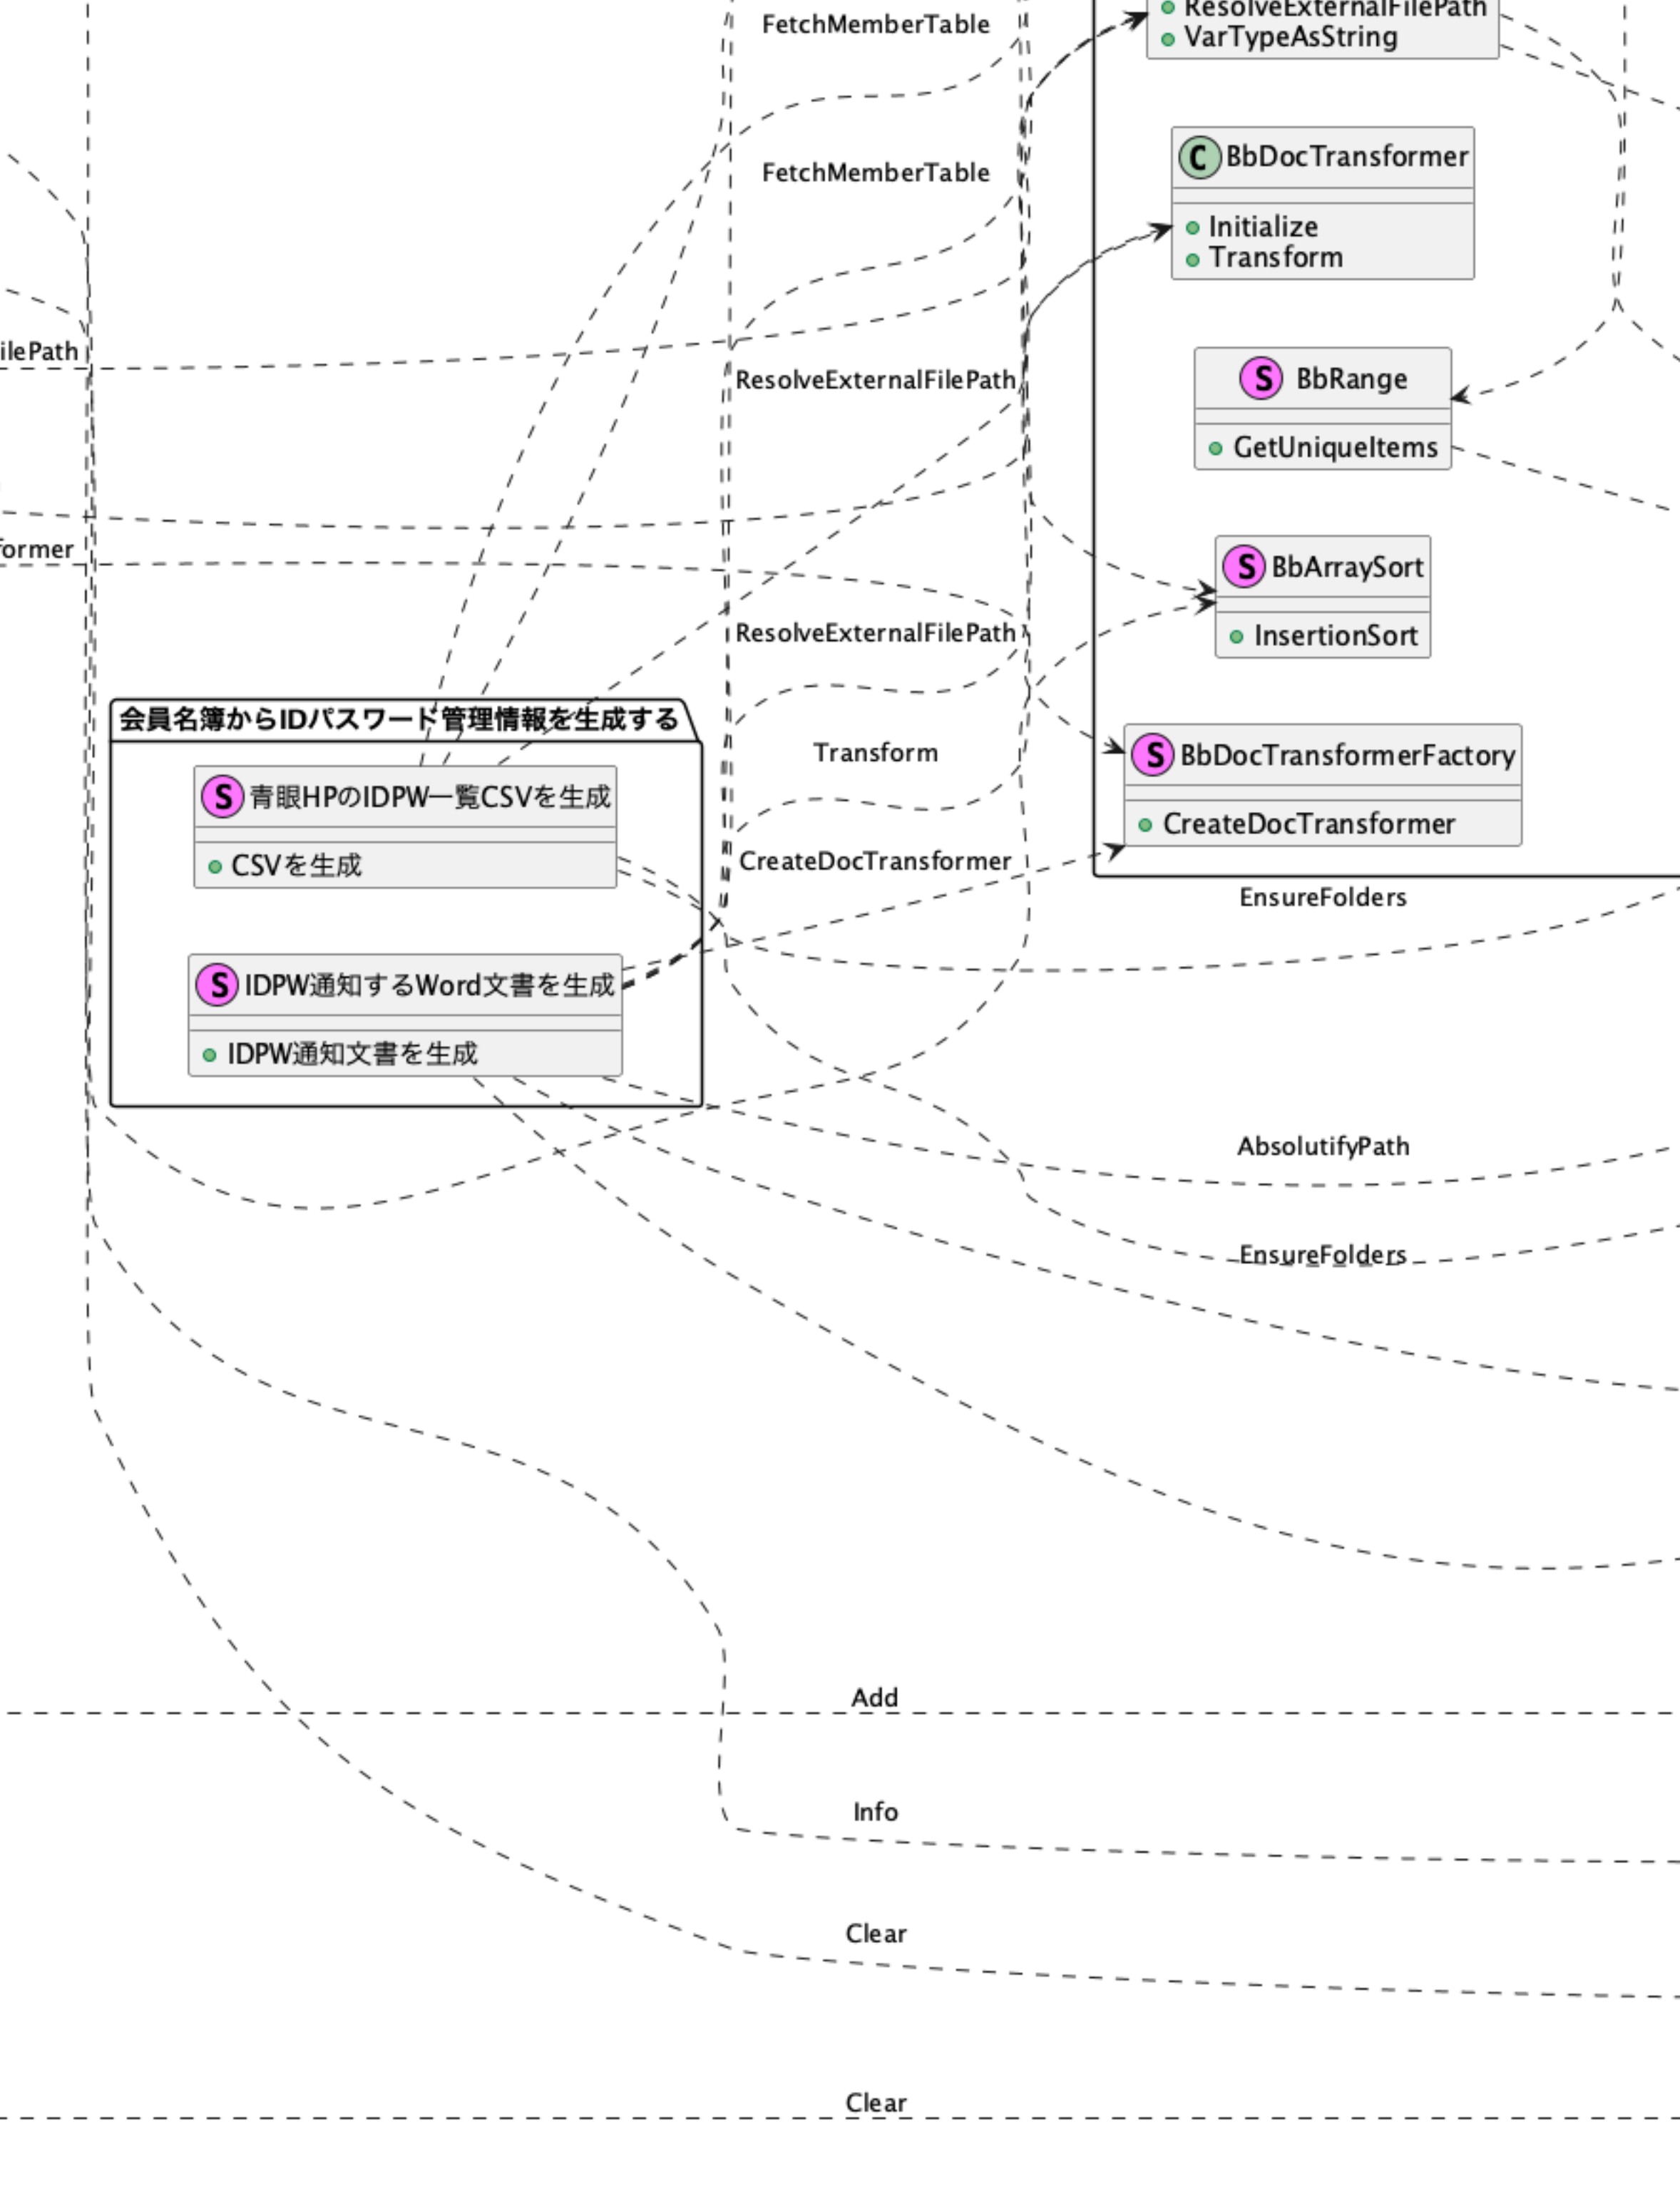 FetchMemberTable
ResolveExternalFilePath
VarTypeAsString
FetchMemberTable
C BbDocTransformer
Initialize
Transform
ilePath
ResolveExternalFilePath
S BbRange
GetUniqueItems
former
S BbArraySort
InsertionSort
ResolveExternalFilePath
会員名簿からIDパスワード管理情報を生成する
Transform
S BbDocTransformerFactory
CreateDocTransformer
S 青眼HPのIDPW一覧CSVを生成
CSVを生成
CreateDocTransformer
EnsureFolders
S IDPW通知するWord文書を生成
IDPW通知文書を生成
AbsolutifyPath
EnsureFolders
Add
Info
Clear
Clear